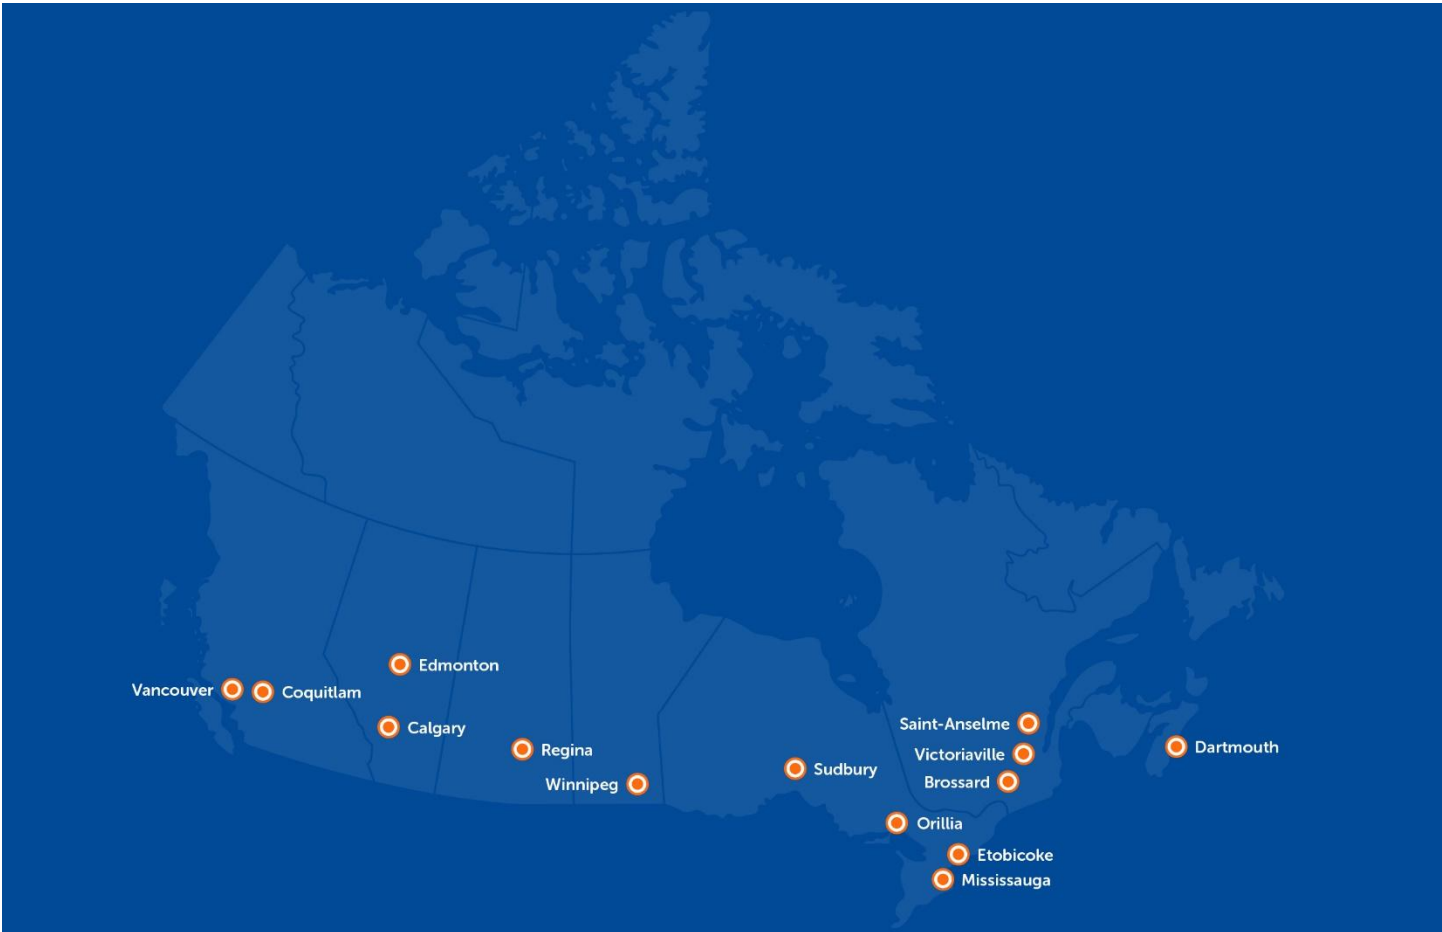 Edmonton
Vancouver
Coquitlam
Calgary
Regina
Winnipeg
Sudbury
Saint-Anselme
Victoriaville
Brossard
Dartmouth
Orillia
Etobicoke
Mississauga